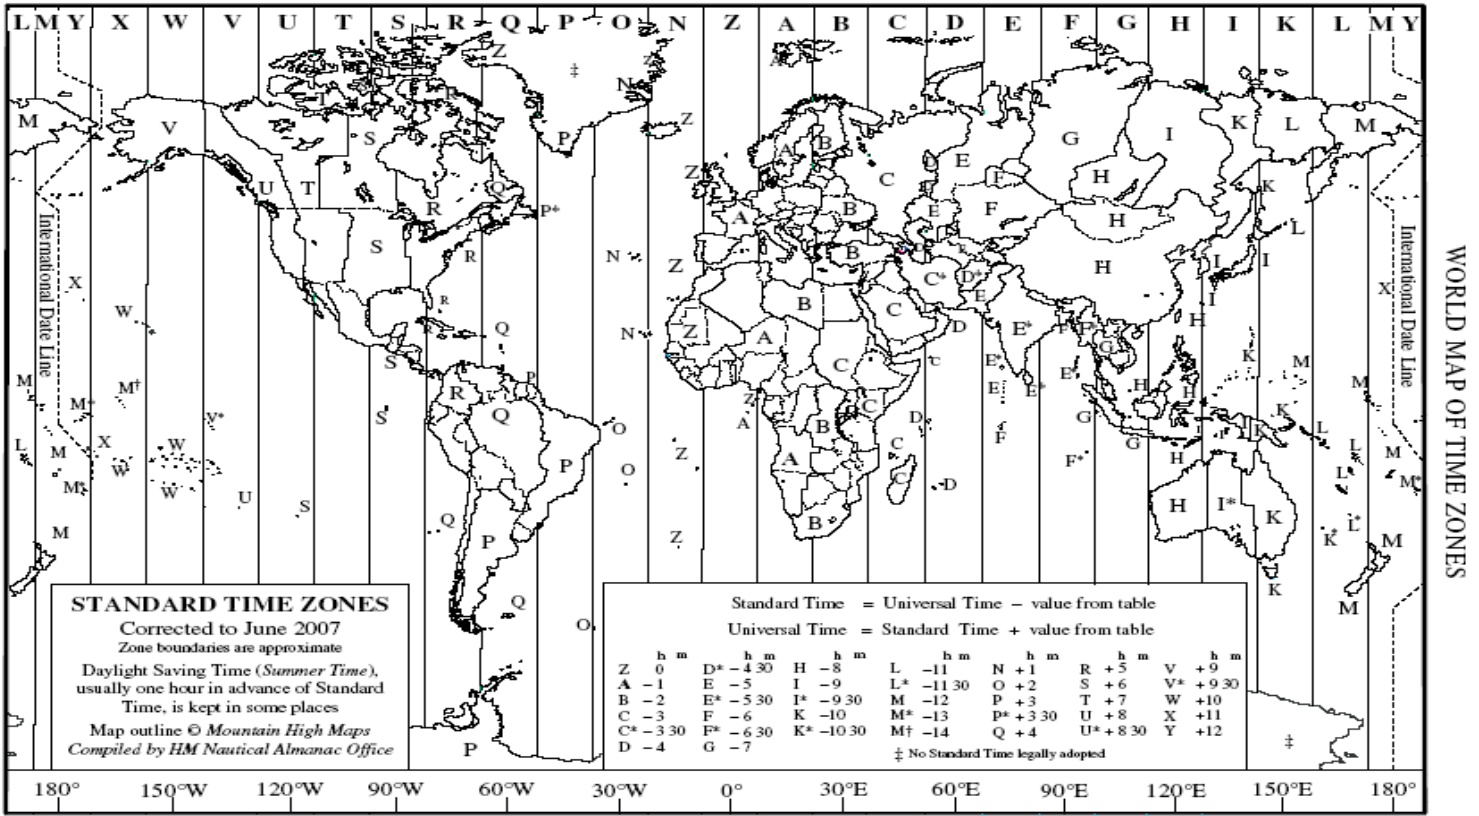 L M Y X W V U T S R Q P O N Z A B C D E F G H I K L M Y
International Date Line
International Date Line
WORLD MAP OF TIME ZONES
STANDARD TIME ZONES
Corrected to June 2007
Zone boundaries are approximate
Daylight Saving Time (Summer Time),
usually one hour in advance of Standard
Time, is kept in some places
Map outline © Mountain High Maps
Compiled by HM Nautical Almanac Office
Standard Time = Universal Time − value from table
Universal Time = Standard Time + value from table
h m h m h m h m h m h m h m
Z 0 D* − 4 30 H − 8 L −11 N + 1 R + 5 V + 9
A − 1 E − 5 I − 9 L* −11 30 O + 2 S + 6 V* + 9 30
B − 2 E* − 5 30 I* − 9 30 M −12 P + 3 T + 7 W +10
C − 3 F − 6 K −10 M* −13 P* + 3 30 U + 8 X +11
C* − 3 30 F* − 6 30 K* −10 30 M† −14 Q + 4 U* + 8 30 Y +12
D − 4 G − 7
‡ No Standard Time legally adopted
180° 150°W 120°W 90°W 60°W 30°W 0° 30°E 60°E 90°E 120°E 150°E 180°